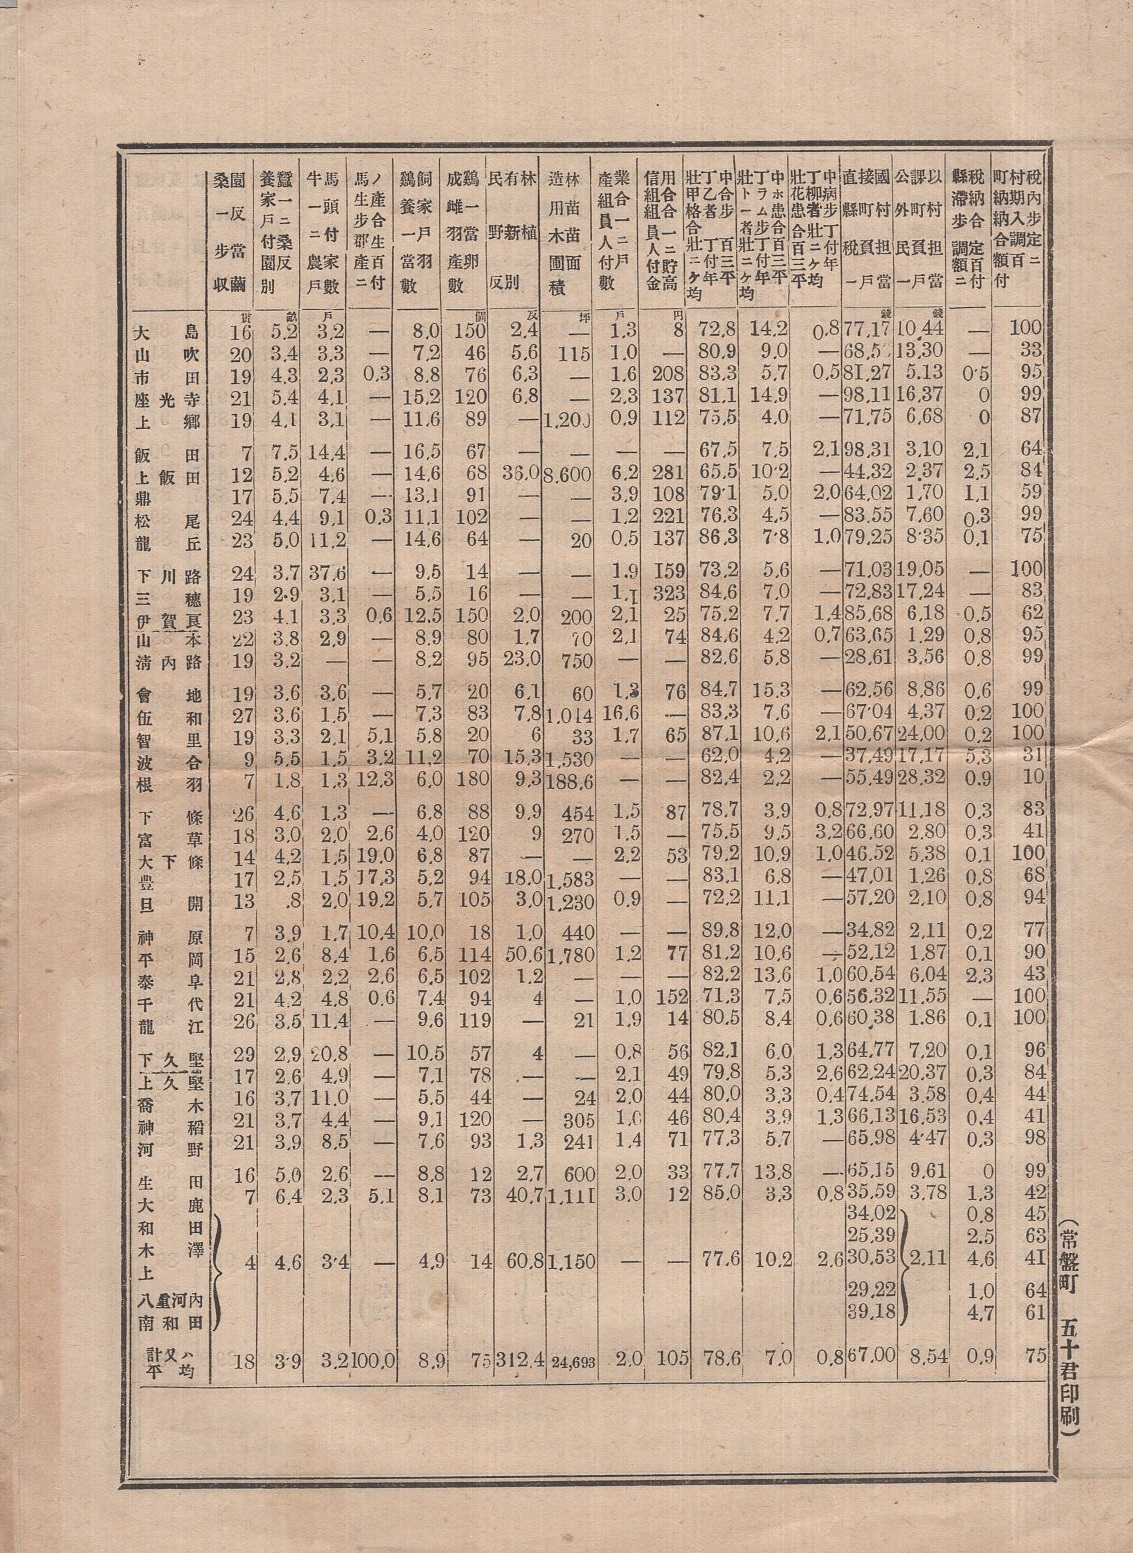 桑園一反歩當收繭
養蠶家一戶ニ付桑園反別
牛馬一頭ニ付農家戶數
馬ノ生產步合郡生產百ニ付
鷄飼養家一戶當羽數
成鷄雌一羽當產卵數
民有林野新植反別
造林用苗木苗圃面積
產業組合員一人ニ付戶數
信用組合組合員一人ニ付貯金高
壯丁甲乙格者合步壯丁百ニ付三ケ年平均
壯丁中トラホーム患者步合壯丁百ニ付三ケ年平均
壯丁中花柳病患者步合壯丁百ニ付三ケ年平均
直接國縣稅町村負擔一戶當
公課以外町村民負擔一戶當
縣稅滯納步合調定額百ニ付
町村稅期內納入步合調定額百ニ付
貫 畝 戶 個 反 坪 戶 円 錢 錢
大島 16 5,2 3,2 — 8,0 150 2,4 — 1,3 8 72,8 14,2 0,8 77,17 10,44 — 100
山吹 20 3,4 3,3 — 7,2 46 5,6 115 1,0 — 80,9 9,0 — 13,30 — 33
市田 19 4,3 2,3 0,3 8,8 76 6,3 — 1,6 208 83,3 5,7 0,5 81,27 5,13 0·5 95
座光寺 21 5,4 4,1 — 15,2 120 6,8 — 2,3 137 81,1 14,9 — 98,11 16,37 0 99
上鄉 19 4,1 3,1 — 11,6 89 — 1,200 0,9 112 75,5 4,0 — 71,75 6,68 0 87
飯田 7 7,5 14,4 — 16,5 67 — — — 67,5 7,5 2,1 98,31 3,10 2,1 64
上飯田 12 5,2 4,6 — 14,6 68 36,0 8,600 6,2 281 65,5 10·2 — 44,32 2,37 2,5 84
鼎 17 5,5 7,4 — 13,1 91 — — 3,9 108 79·1 5,0 2,0 64,02 1,70 1,1 59
松尾 24 4,4 9,1 0,3 11,1 102 — — 1,2 221 76,3 4,5 — 83,55 7,60 0,3 99
龍丘 23 5,0 11,2 — 14,6 64 — 20 0,5 137 86,3 7·8 1,0 79,25 8·35 0,1 75
下川路 24 3,7 37,6 — 9,5 14 — — 1·9 159 73,2 5,6 — 71,03 19,05 — 100
三穗 19 2·9 3,1 — 5,5 16 — — 1,1 323 84,6 7,0 — 72,83 17,24 — 83
伊賀良 23 4,1 3,3 0,6 12,5 150 2,0 200 2,1 25 75,2 7,7 1,4 85,68 6,18 0,5 62
山本 22 3,8 2,9 — 8,9 80 1,7 70 2,1 74 84,6 4,2 0,7 63,65 1,29 0,8 95
淸內路 19 3,2 — — 8,2 95 23,0 750 — — 82,6 5,8 — 28,61 3,56 0,8 99
會地 19 3,6 3,6 — 5,7 20 6,1 60 1,3 76 84,7 15,3 — 62,56 8,86 0,6 99
伍和 27 3,6 1,5 — 7,3 83 7,8 1,014 16,6 — 83,3 7,6 — 67·04 4,37 0,2 100
智里 19 3,3 2,1 5,1 5,8 20 6 33 1,7 65 87,1 10,6 2,1 50,67 24,00 0,2 100
波合 9 5,5 1,5 3,2 11,2 70 15,3 1,530 — — 62,0 4,2 — 37,49 17,17 5,3 31
根羽 7 1,8 1,3 12,3 6,0 180 9,3 188,6 — — 82,4 2,2 — 55,49 28,32 0,9 10
下條 26 4,6 1,3 — 6,8 88 9,9 454 1,5 87 78,7 3,9 0,8 72,97 11,18 0,3 83
富草 18 3,0 2,0 2,6 4,0 120 9 270 1,5 — 75,5 9,5 3,2 66,60 2,80 0,3 41
大下條 14 4,2 1,5 19,0 6,8 87 — — 2,2 53 79,2 10,9 1,0 46,52 5,38 0,1 100
豊 17 2,5 1,5 17,3 5,2 94 18,0 1,583 — — 83,1 6,8 — 47,01 1,26 0,8 68
旦開 13 ,8 2,0 19,2 5,7 105 3,0 1,230 0,9 — 72,2 11,1 — 57,20 2,10 0,8 94
神原 7 3,9 1,7 10,4 10,0 18 1,0 440 — — 89,8 12,0 — 34,82 2,11 0,2 77
平岡 15 2,6 8,4 1,6 6,5 114 50,6 1,780 1,2 77 81,2 10,6 — 52,12 1,87 0,1 90
泰阜 21 2,8 2,2 2,6 6,5 102 1,2 — — — 82,2 13,6 1,0 60,54 6,04 2,3 43
千代 21 4,2 4,8 0,6 7,4 94 4 — 1,0 152 71,3 7,5 0,6 56,32 11,55 — 100
龍江 26 3,5 11,4 — 9,6 119 — 21 1,9 14 80,5 8,4 0,6 60,38 1.86 0,1 100
下久堅 29 2,9 20,8 — 10,5 57 4 — 0,8 56 82,1 6,0 1,3 64,77 7,20 0,1 96
上久堅 17 2,6 4,9 — 7,1 78 — — 2,1 49 79,8 5,3 2,6 62,24 20,37 0,3 84
喬木 16 3,7 11,0 — 5,5 44 — 24 2,0 44 80,0 3,3 0,4 74,54 3,58 0,4 44
神稻 21 3,7 4,4 — 9,1 120 — 305 46 80,4 3,9 1,3 66,13 16,53 0,4 41
河野 21 3,9 8,5 — 7,6 93 1,3 241 1,4 71 77,3 5,7 — 65,98 4·47 0,3 98
生田 16 5,0 2,6 — 8,8 12 2,7 600 2,0 33 77,7 13,8 — 65,15 9,61 0 99
大鹿 7 6,4 2,3 5,1 8,1 73 40,7 1,111 3,0 12 85,0 3,3 0,8 35,59 3,78 1,3 42
和田 34,02 0,8 45
木澤 25,39 2,5 63
上 4 4,6 3·4 — 4,9 14 60,8 1,150 — — 77,6 10,2 2,6 30,53 2,11 4,6 41
八重河內 29,22 1,0 64
南和田 39,18 4,7 61
計又ハ平均 18 3·9 3,2 100,0 8,9 75 312,4 24,693 2,0 105 78,6 7,0 0,8 67,00 8,54 0,9 75
(常盤町 五十君印刷)